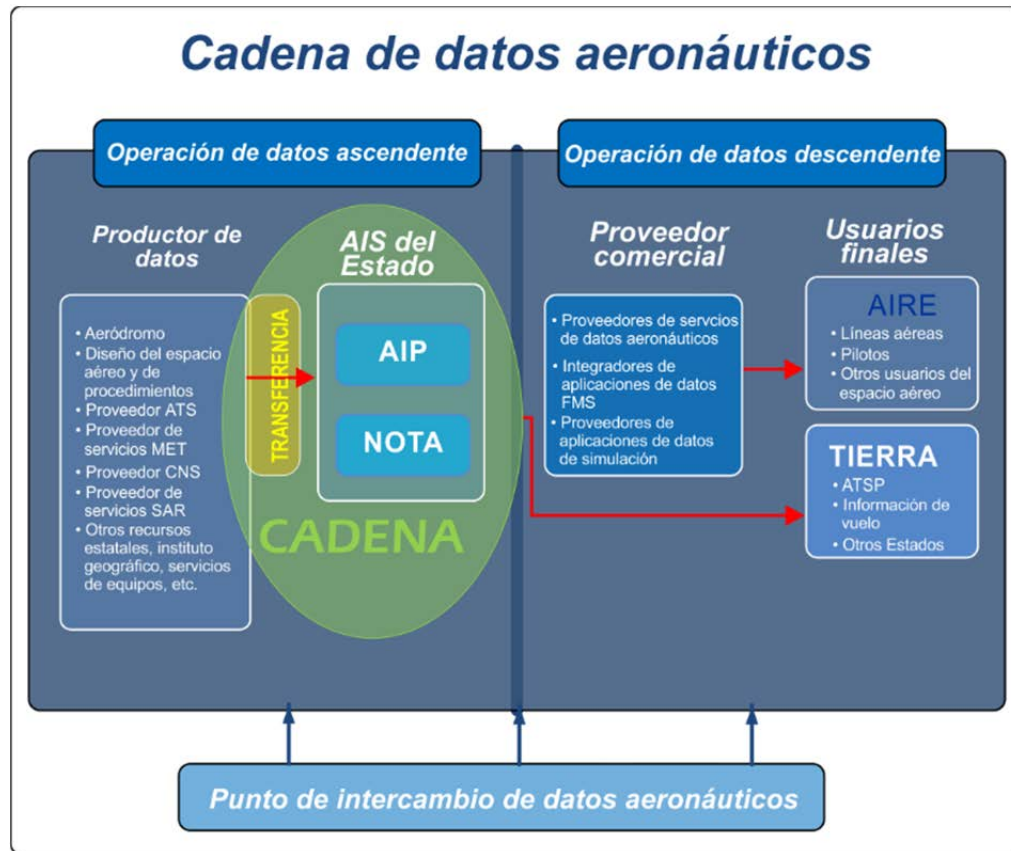 Cadena de datos aeronáuticos
Operación de datos ascendente
Operación de datos descendente
Productor de
datos
• Aeródromo
• Diseño del espacio
aéreo y de
procedimientos
• Proveedor ATS
• Proveedor de
servicios MET
• Proveedor CNS
• Proveedor de
servicios SAR
• Otros recursos
estatales, instituto
geográfico, servicios
de equipos, etc.
TRANSFERENCIA
AIS del
Estado
AIP
NOTA
CADENA
Proveedor
comercial
• Proveedores de servcios
de datos aeronáuticos
• Integradores de
aplicaciones de datos
FMS
• Proveedores de
aplicaciones de datos
de simulación
Usuarios
finales
AIRE
• Líneas aéreas
• Pilotos
• Otros usuarios del
espacio aéreo
TIERRA
• ATSP
• Información de
vuelo
• Otros Estados
Punto de intercambio de datos aeronáuticos